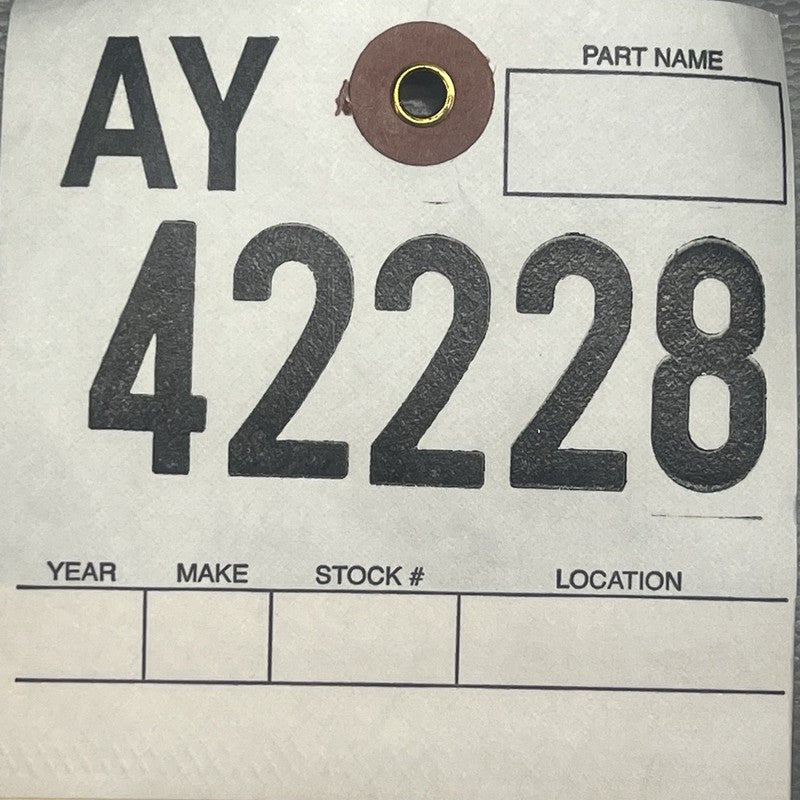 AY
PART NAME
42228
YEAR MAKE STOCK # LOCATION